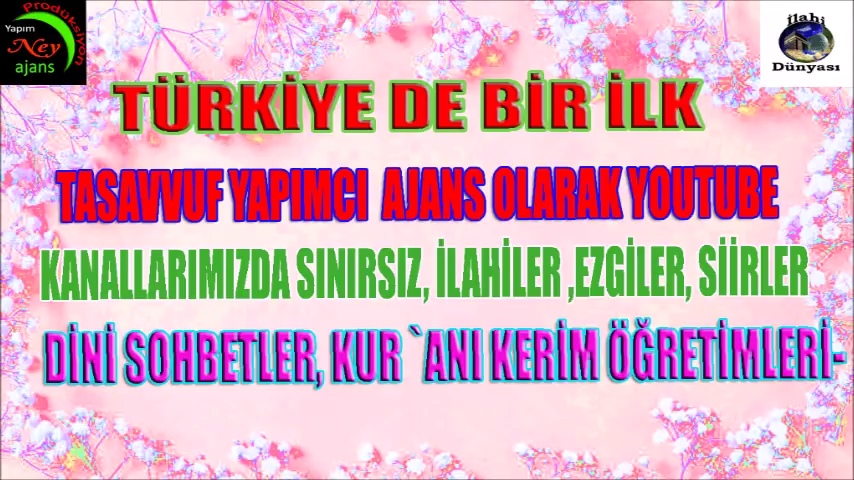 Prodüksiyon
Yapım
Ney
ajans
ilahi
Dünyası
TÜRKİYE DE BİR İLK
TASAVVUF YAPIMCI AJANS OLARAK YOUTUBE
KANALLARIMIZDA SINIRSIZ, İLAHİLER ,EZGİLER, SİİRLER
DİNİ SOHBETLER, KUR `ANI KERİM ÖĞRETİMLERİ-